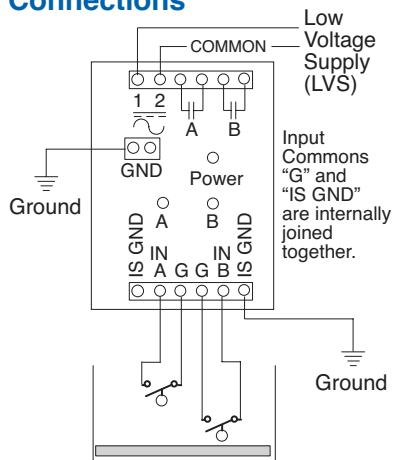 Connections
Low
Voltage
Supply
(LVS)
COMMON
1 2
A
B
GND
Power
Ground
A
B
Input
Commons
“G” and
“IS GND”
are internally
joined
together.
IS GND
IN
A
G
G
IN
B
IS GND
Ground